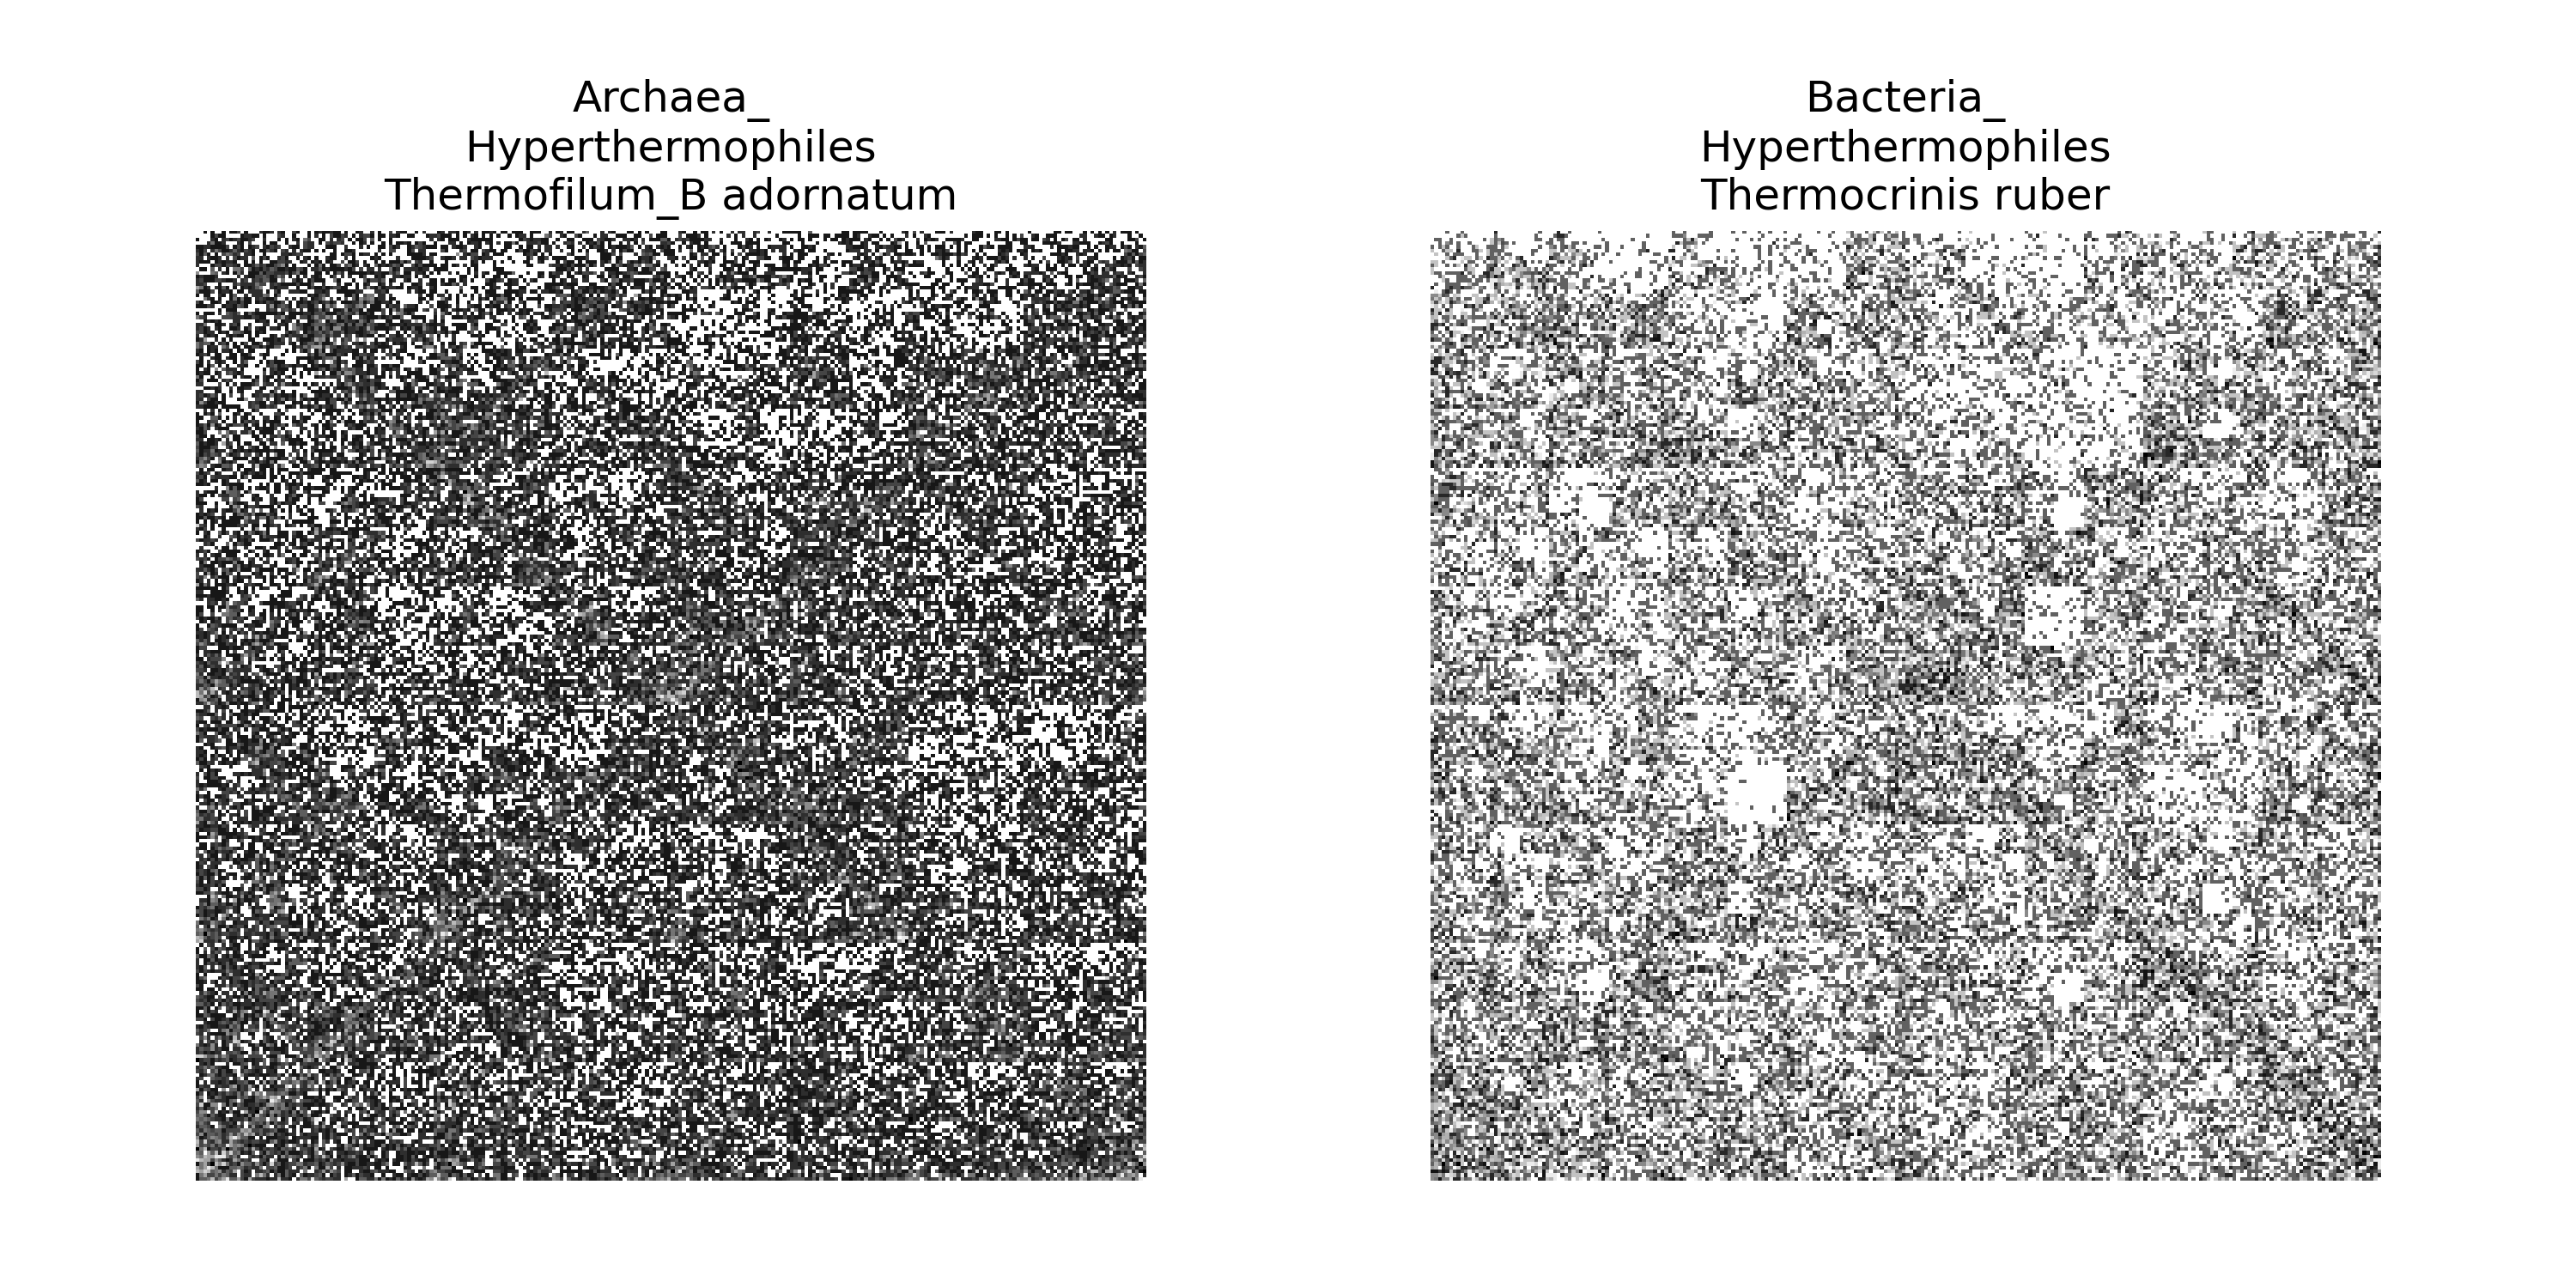 Archaea_
Hyperthermophiles
Thermofilum_B adornatum
Bacteria_
Hyperthermophiles
Thermocrinis ruber